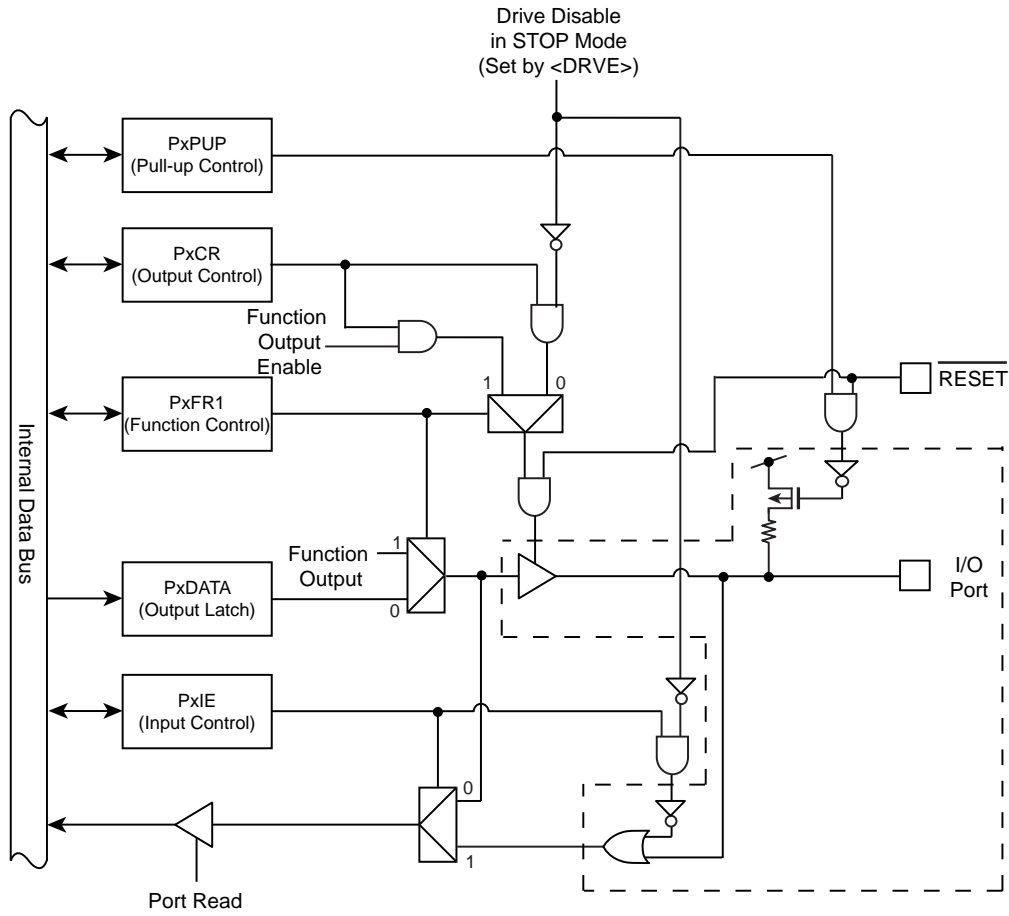 Drive Disable
in STOP Mode
(Set by <DRVE>)
PxPUP
(Pull-up Control)
PxCR
(Output Control)
Function
Output
Enable
1
0
RESET
PxFR1
(Function Control)
Internal Data Bus
Function
Output
1
0
I/O
Port
PxDATA
(Output Latch)
PxIE
(Input Control)
0
1
Port Read